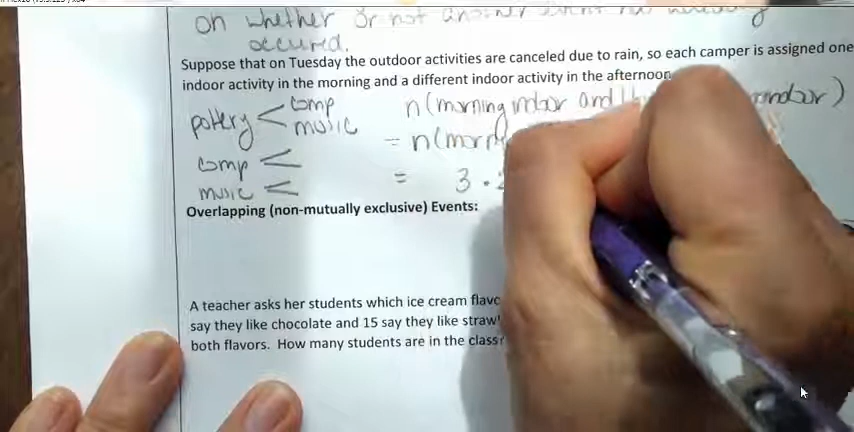 on whether or not another event has
occured.
Suppose that on Tuesday the outdoor activities are canceled due to rain, so each camper is assigned one
indoor activity in the morning and a different indoor activity in the afternoon
pottery < comp
music
n(morning indoor and indoor)
= n(morn
comp <
music <
= 3 · 2
Overlapping (non-mutually exclusive) Events:
A teacher asks her students which ice cream flavo
say they like chocolate and 15 say they like straw
both flavors. How many students are in the class